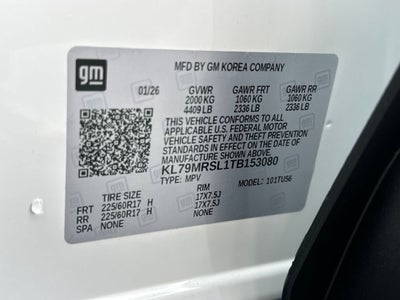 gm
MFD BY GM KOREA COMPANY
01/26 GVWR GAWR FRT GAWR RR
2000 KG 1060 KG 1060 KG
4409 LB 2336 LB 2336 LB
THIS VEHICLE CONFORMS TO ALL
APPLICABLE U.S. FEDERAL MOTOR
VEHICLE SAFETY AND THEFT PREVENTION
STANDARDS IN EFFECT ON THE DATE OF
MANUFACTURE SHOWN ABOVE.
KL79MRSL1TB153080
TYPE: MPV MODEL: 101TU56
TIRE SIZE RIM
FRT 225/60R17 H 17X7.5J
RR 225/60R17 H 17X7.5J
SPA NONE NONE